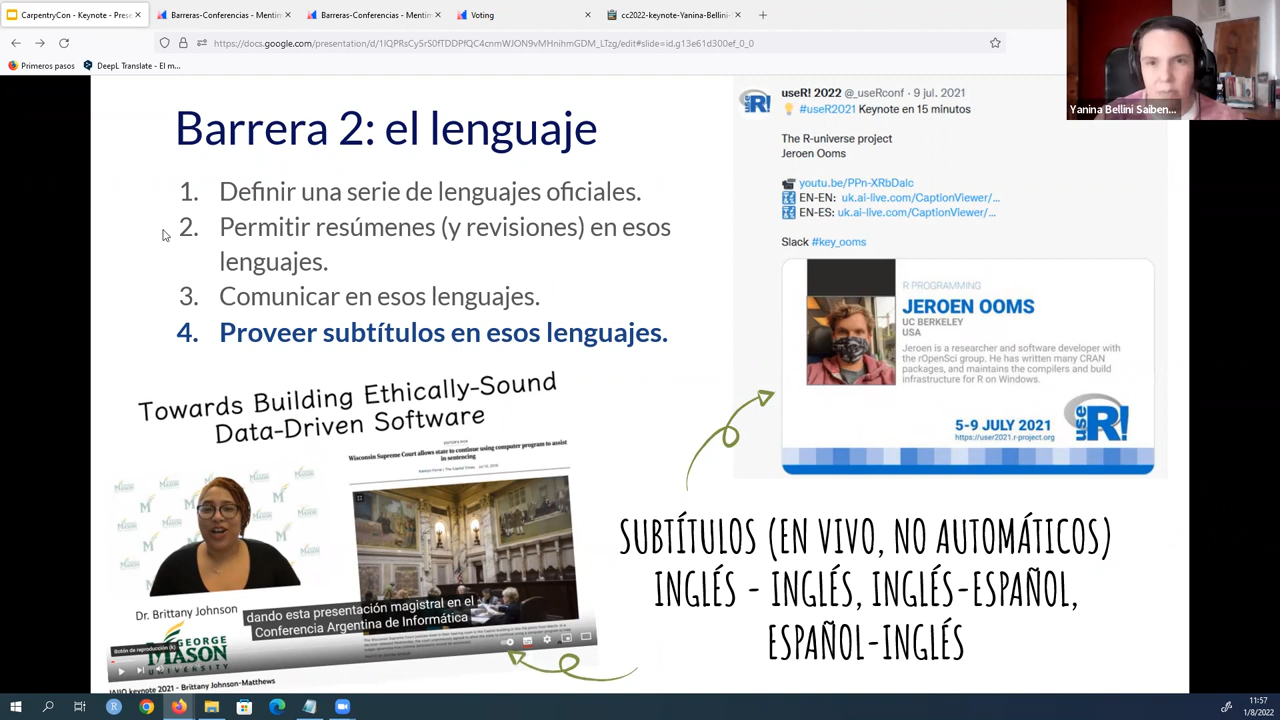 CarpentryCon - Keynote - Prese
Barreras-Conferencias - Mentim
Barreras-Conferencias - Mentim
Voting
cc2022-keynote-Yanina-Bellini-
https://docs.google.com/presentation/d/1IQPRsCy5rS0fTDDPfQC4cnmWJON9vMHnihmGDM_LTzg/edit#slide=id.g13e61d300ef_0_0
Primeros pasos
DeepL Translate - El m...
Yanina Bellini Saiben...
Barrera 2: el lenguaje
1. Definir una serie de lenguajes oficiales.
2. Permitir resúmenes (y revisiones) en esos
lenguajes.
3. Comunicar en esos lenguajes.
4. Proveer subtítulos en esos lenguajes.
useR! 2022 @_useRconf · 9 jul. 2021
#useR2021 Keynote en 15 minutos
The R-universe project
Jeroen Ooms
youtu.be/PPn-XRbDalc
EN-EN: uk.ai-live.com/CaptionViewer/...
EN-ES: uk.ai-live.com/CaptionViewer/...
Slack #key_ooms
R PROGRAMMING
JEROEN OOMS
UC BERKELEY
USA
Jeroen is a researcher and software developer with
the rOpenSci group. He has written many CRAN
packages, and maintains the compilers and build
infrastructure for R on Windows.
5-9 JULY 2021
https://user2021.r-project.org
useR!
Towards Building Ethically-Sound
Data-Driven Software
EDITOR'S PICK
Wisconsin Supreme Court allows state to continue using computer program to assist
in sentencing
Dr. Brittany Johnson
dando esta presentación magistral en el
Conferencia Argentina de Informática
GEORGE
MASON
UNIVERSITY
Botón de reproducción (k)
JAIIO keynote 2021 - Brittany Johnson-Matthews
SUBTÍTULOS (EN VIVO, NO AUTOMÁTICOS)
INGLÉS - INGLÉS, INGLÉS-ESPAÑOL,
ESPAÑOL-INGLÉS
11:57
1/8/2022